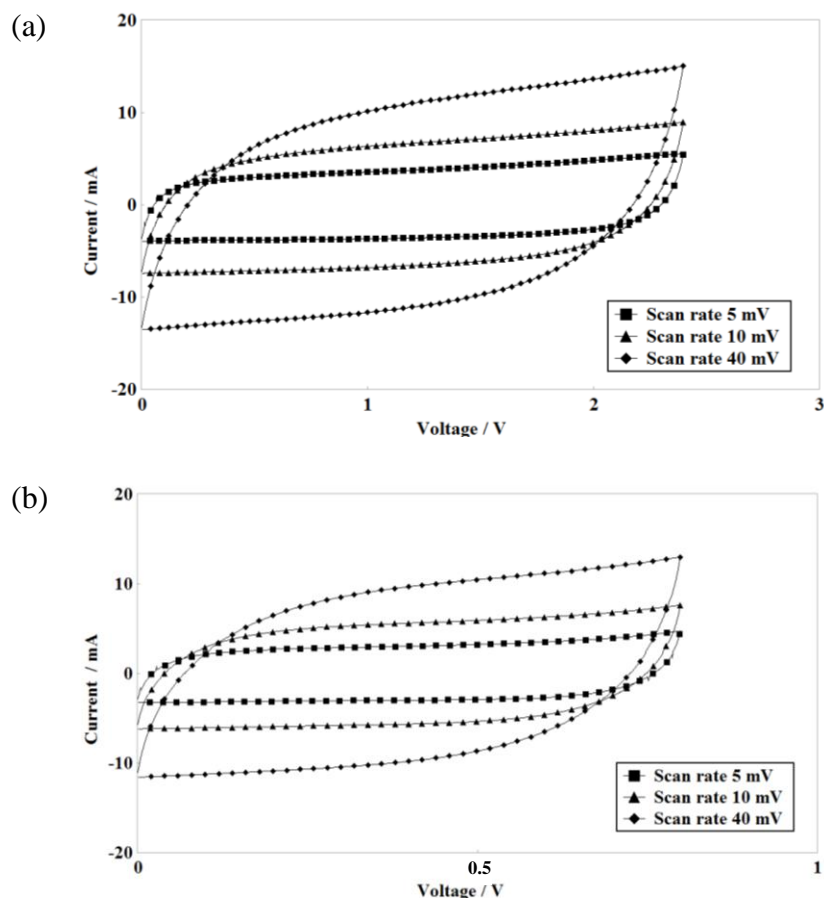 (a)
20
10
0
-10
-20
Current / mA
0 1 2 3
Voltage / V
Scan rate 5 mV
Scan rate 10 mV
Scan rate 40 mV
(b)
20
10
0
-10
-20
Current / mA
0 0.5 1
Voltage / V
Scan rate 5 mV
Scan rate 10 mV
Scan rate 40 mV